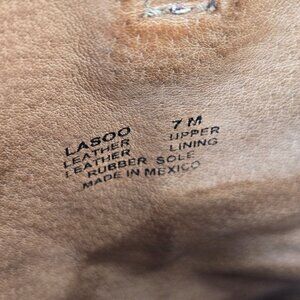 LASOO 7 M
LEATHER UPPER
LEATHER LINING
RUBBER SOLE
MADE IN MEXICO